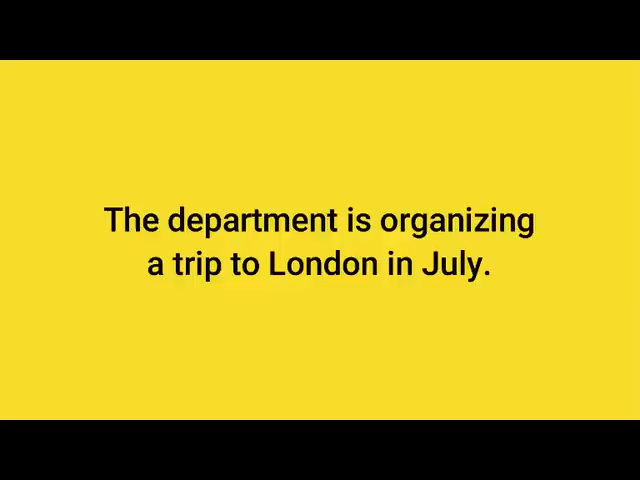 The department is organizing
a trip to London in July.